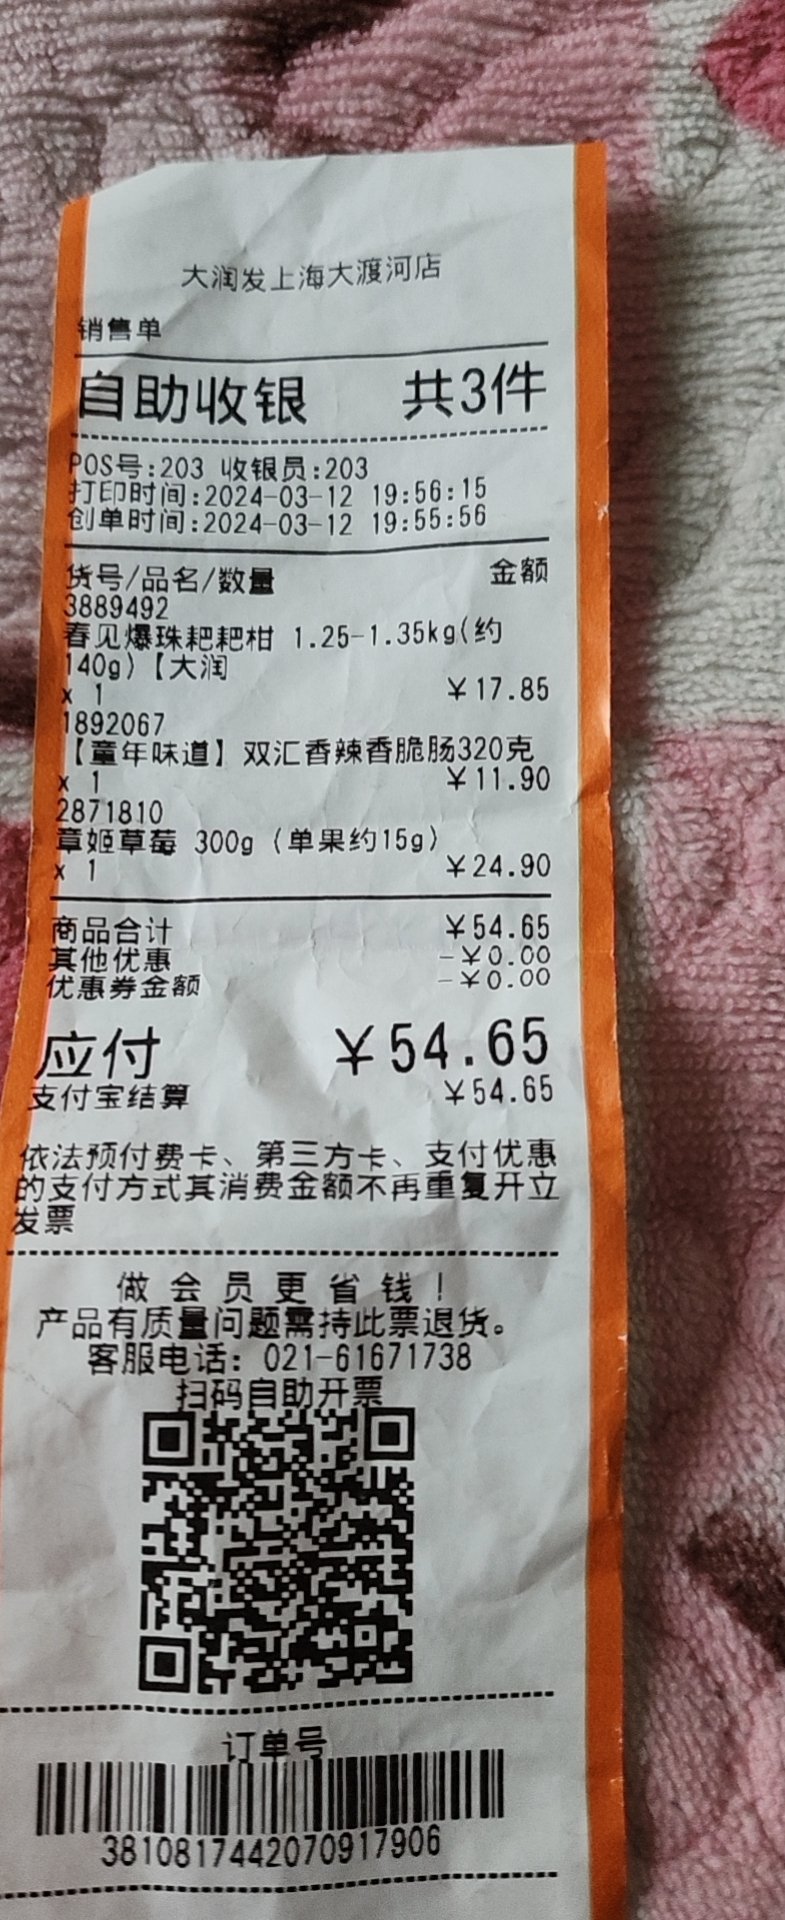 大润发上海大渡河店
销售单
自助收银 共3件
POS号:203 收银员:203
打印时间:2024-03-12 19:56:15
创单时间:2024-03-12 19:55:56
货号/品名/数量 金额
3889492
春见爆珠耙耙柑 1.25-1.35kg(约
140g)【大润
x 1 ￥17.85
1892067
【童年味道】双汇香辣香脆肠320克
x 1 ￥11.90
2871810
章姬草莓 300g (单果约15g)
x 1 ￥24.90
商品合计 ￥54.65
其他优惠 -￥0.00
优惠券金额 -￥0.00
应付 ￥54.65
支付宝结算 ￥54.65
依法预付费卡、第三方卡、支付优惠
的支付方式其消费金额不再重复开立
发票
做会员更省钱!
产品有质量问题需持此票退货。
客服电话: 021-61671738
扫码自助开票
订单号
3810817442070917906